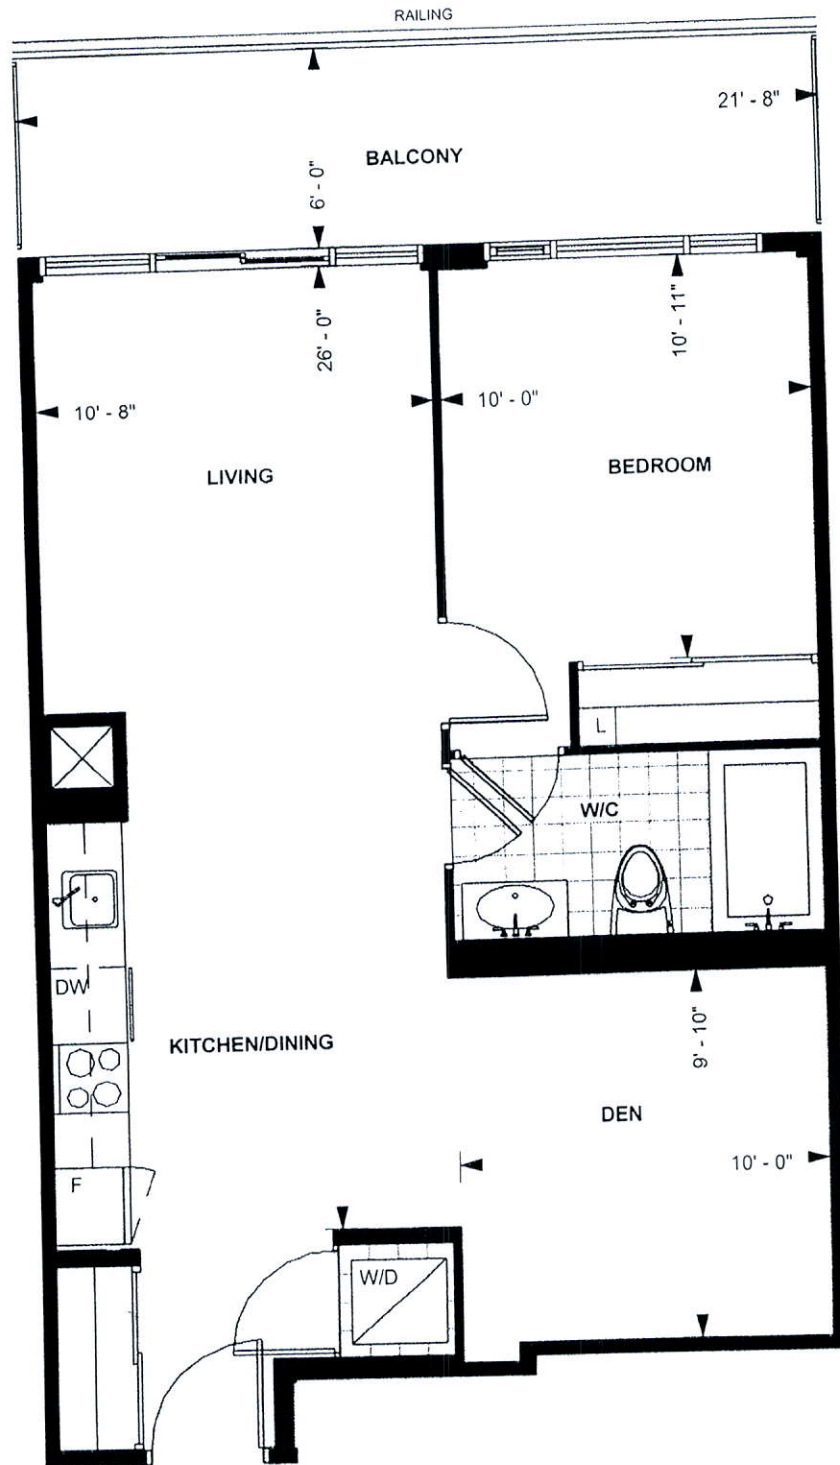 RAILING
21' - 8"
BALCONY
6' - 0"
26' - 0"
10' - 11"
10' - 8"
10' - 0"
LIVING
BEDROOM
L
W/C
DW
KITCHEN/DINING
9' - 10"
DEN
10' - 0"
F
W/D